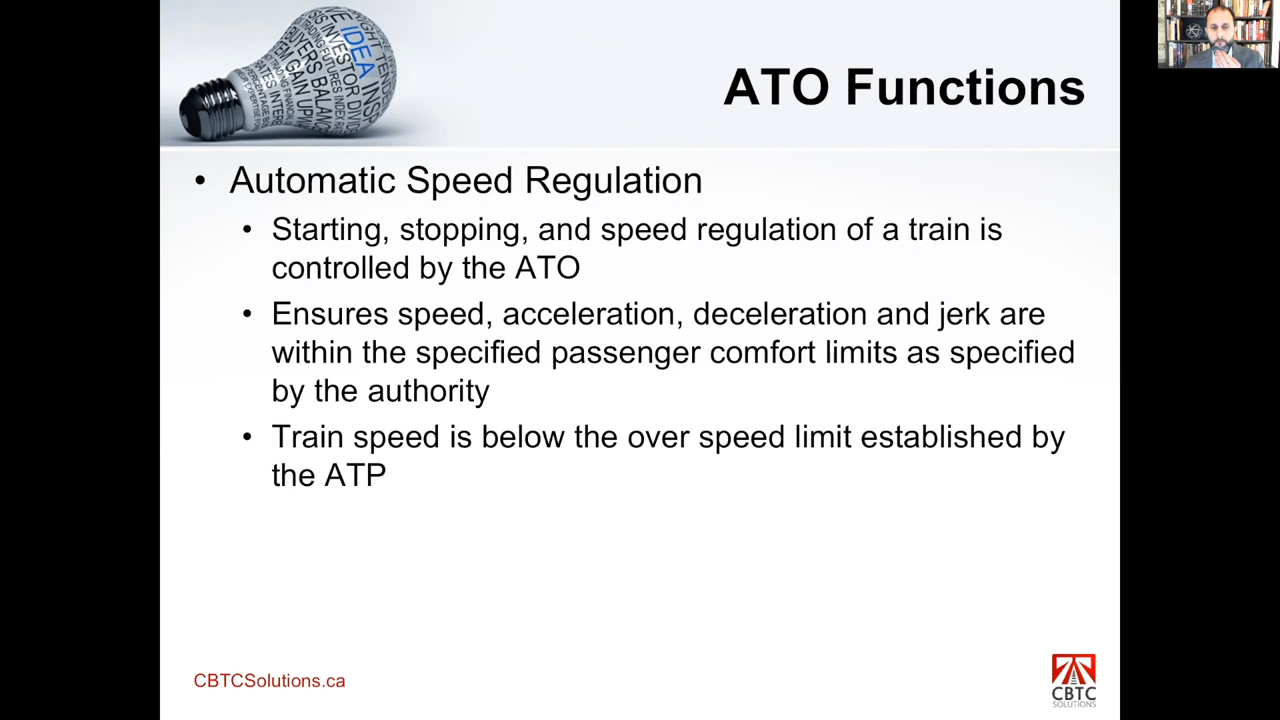 ATO Functions
• Automatic Speed Regulation
• Starting, stopping, and speed regulation of a train is
controlled by the ATO
• Ensures speed, acceleration, deceleration and jerk are
within the specified passenger comfort limits as specified
by the authority
• Train speed is below the over speed limit established by
the ATP
CBTCSolutions.ca
CBTC
SOLUTIONS
IDEA